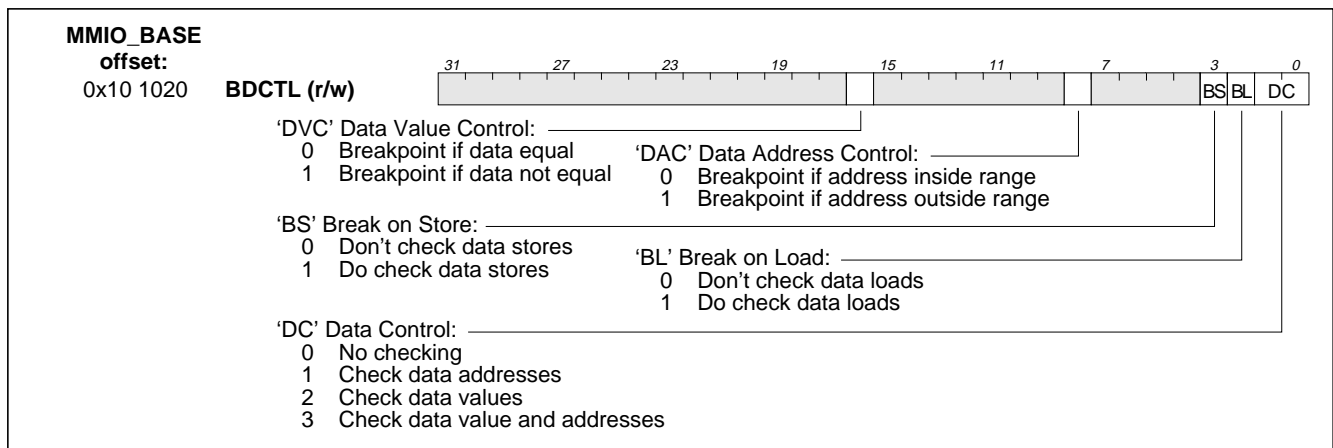 MMIO_BASE
offset:
31 27 23 19 15 11 7 3 0
0x10 1020 BDCTL (r/w) BS BL DC
‘DVC’ Data Value Control:
0 Breakpoint if data equal
1 Breakpoint if data not equal
‘DAC’ Data Address Control:
0 Breakpoint if address inside range
1 Breakpoint if address outside range
‘BS’ Break on Store:
0 Don’t check data stores
1 Do check data stores
‘BL’ Break on Load:
0 Don’t check data loads
1 Do check data loads
‘DC’ Data Control:
0 No checking
1 Check data addresses
2 Check data values
3 Check data value and addresses